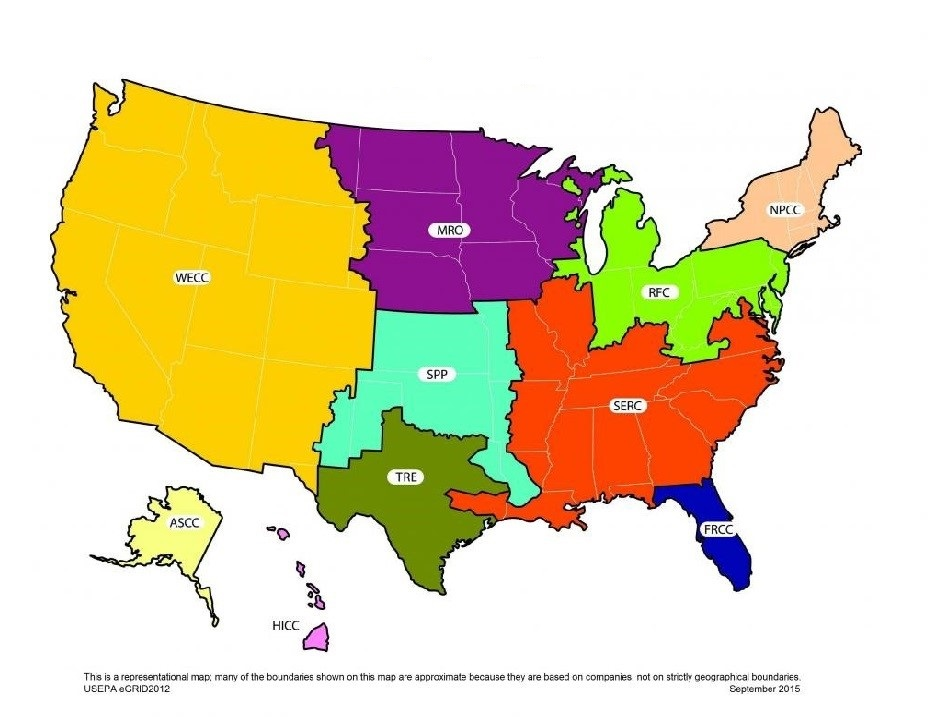 NPCC
MRO
WECC
RFC
SPP
SERC
TRE
ASCC
FRCC
HICC
This is a representational map; many of the boundaries shown on this map are approximate because they are based on companies not on strictly geographical boundaries.
USEPA eGRID2012
September 2015